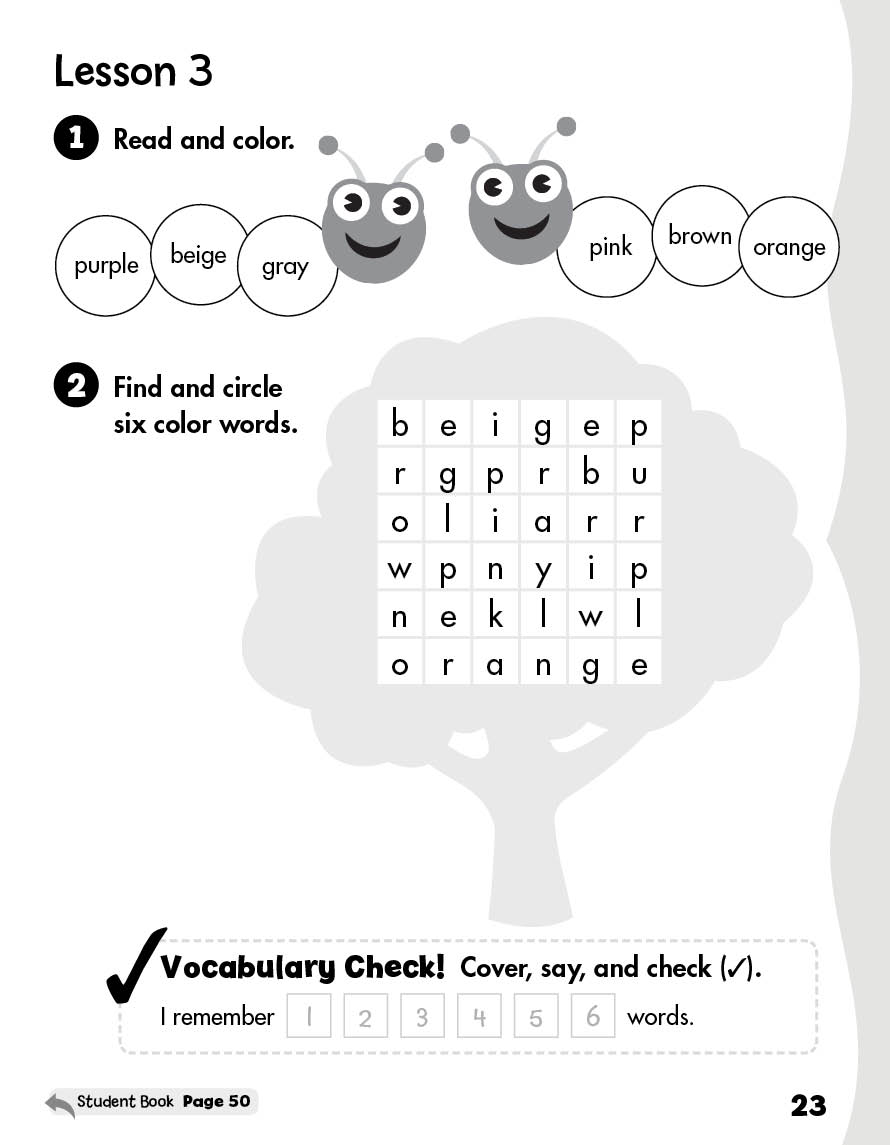 Lesson 3
1 Read and color.
purple beige gray pink brown orange
2 Find and circle
six color words.
b e i g e p
r g p r b u
o l i a r r
w p n y i p
n e k l w l
o r a n g e
Vocabulary Check! Cover, say, and check (✓).
I remember 1 2 3 4 5 6 words.
Student Book Page 50
23